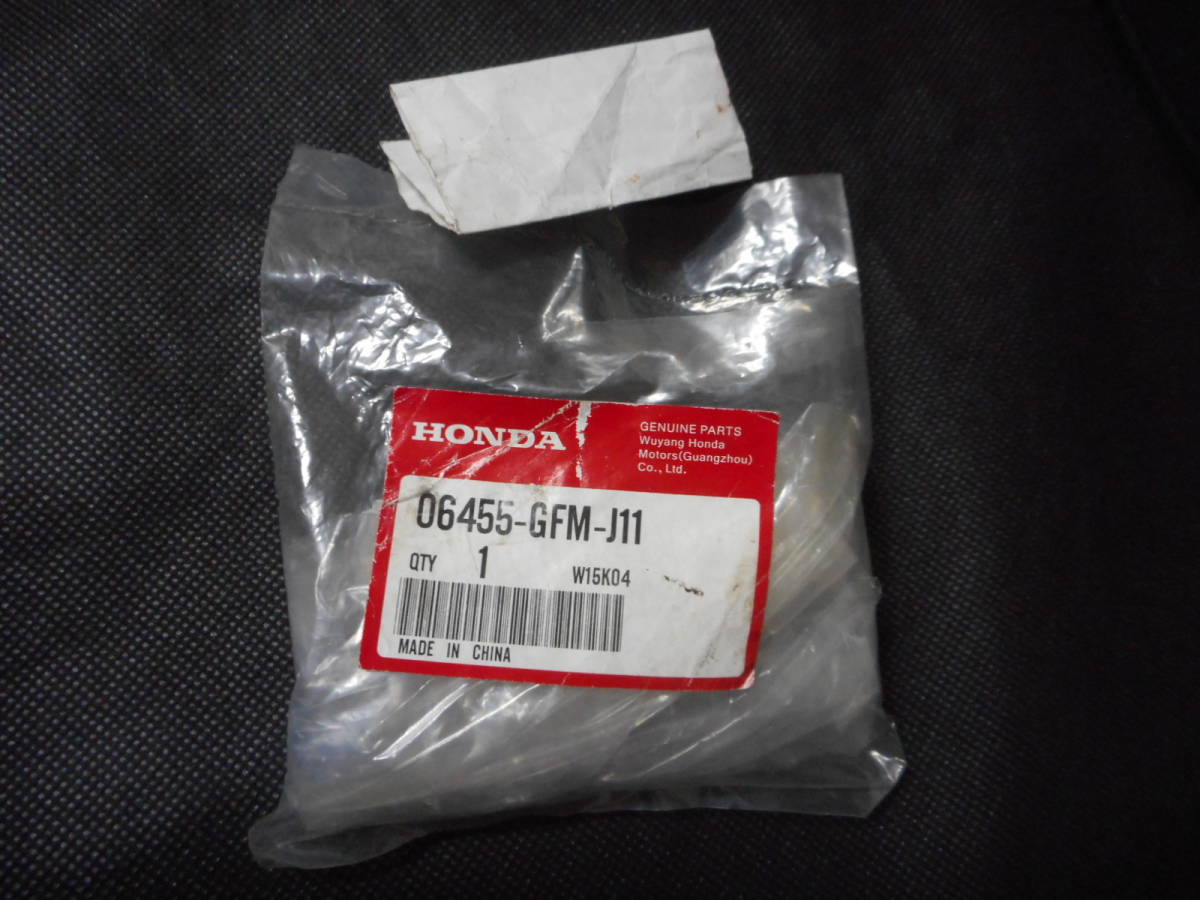 HONDA
GENUINE PARTS
Wuyang Honda
Motors(Guangzhou)
Co., Ltd.
06455-GFM-J11
QTY 1 W15K04
MADE IN CHINA